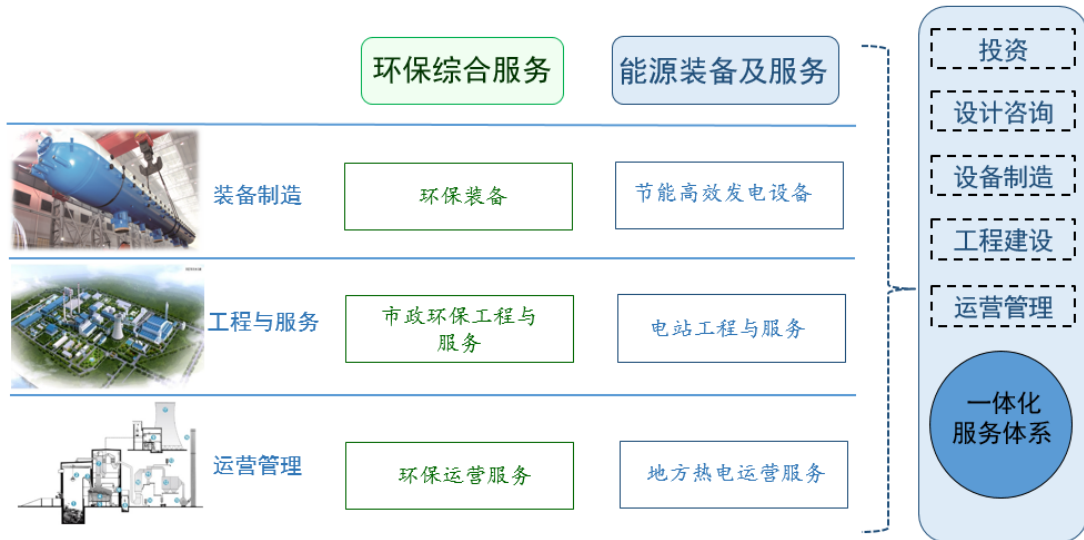 环保综合服务
能源装备及服务
装备制造
环保装备
节能高效发电设备
工程与服务
市政环保工程与
服务
电站工程与服务
运营管理
环保运营服务
地方热电运营服务
投资
设计咨询
设备制造
工程建设
运营管理
一体化
服务体系